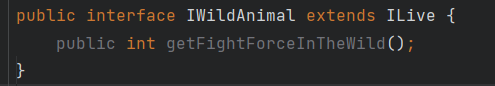 public interface IWildAnimal extends ILive {
    public int getFightForceInTheWild();
}